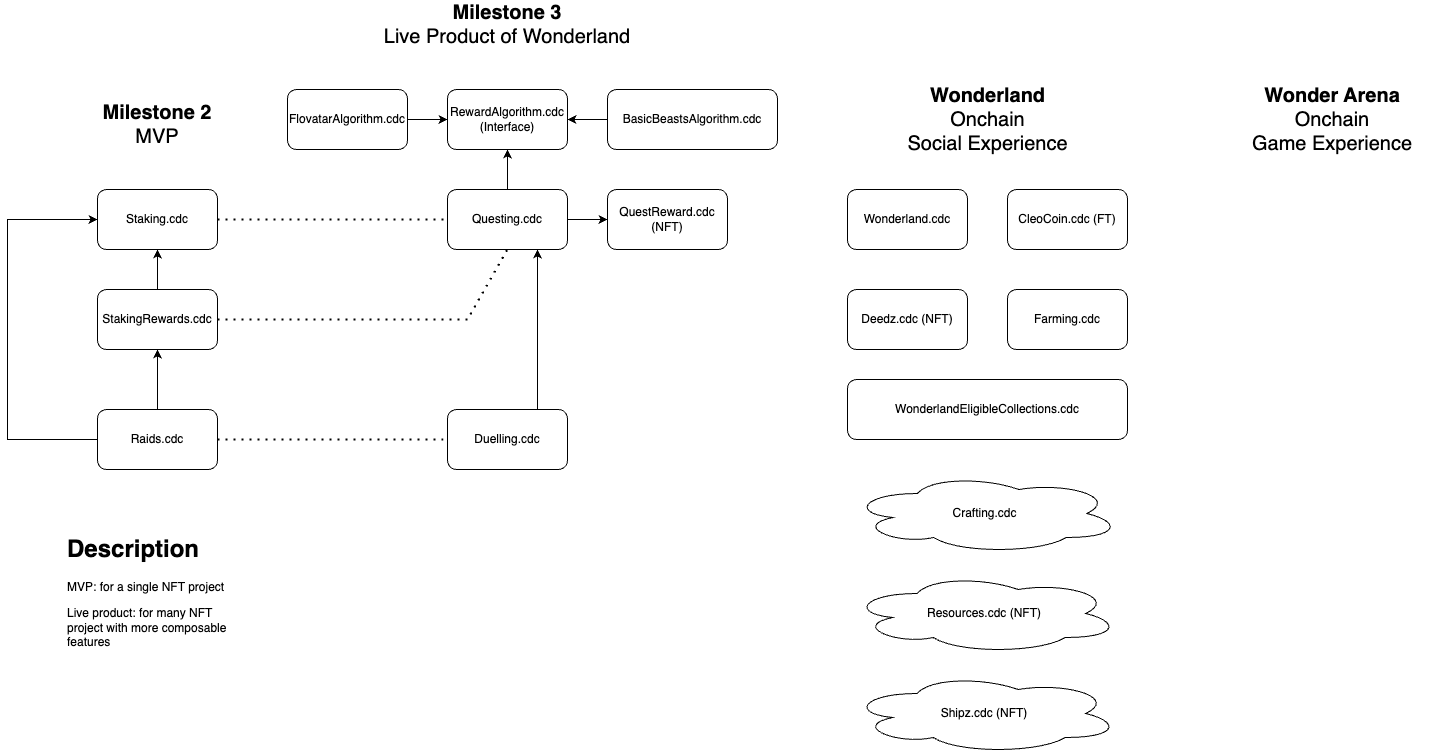 Milestone 3
Live Product of Wonderland
Milestone 2
MVP
FlovatarAlgorithm.cdc
RewardAlgorithm.cdc
(Interface)
BasicBeastsAlgorithm.cdc
Staking.cdc
Questing.cdc
QuestReward.cdc
(NFT)
StakingRewards.cdc
Raids.cdc
Duelling.cdc
Wonderland
Onchain
Social Experience
Wonderland.cdc
CleoCoin.cdc (FT)
Deedz.cdc (NFT)
Farming.cdc
WonderlandEligibleCollections.cdc
Crafting.cdc
Resources.cdc (NFT)
Shipz.cdc (NFT)
Wonder Arena
Onchain
Game Experience
Description
MVP: for a single NFT project
Live product: for many NFT
project with more composable
features